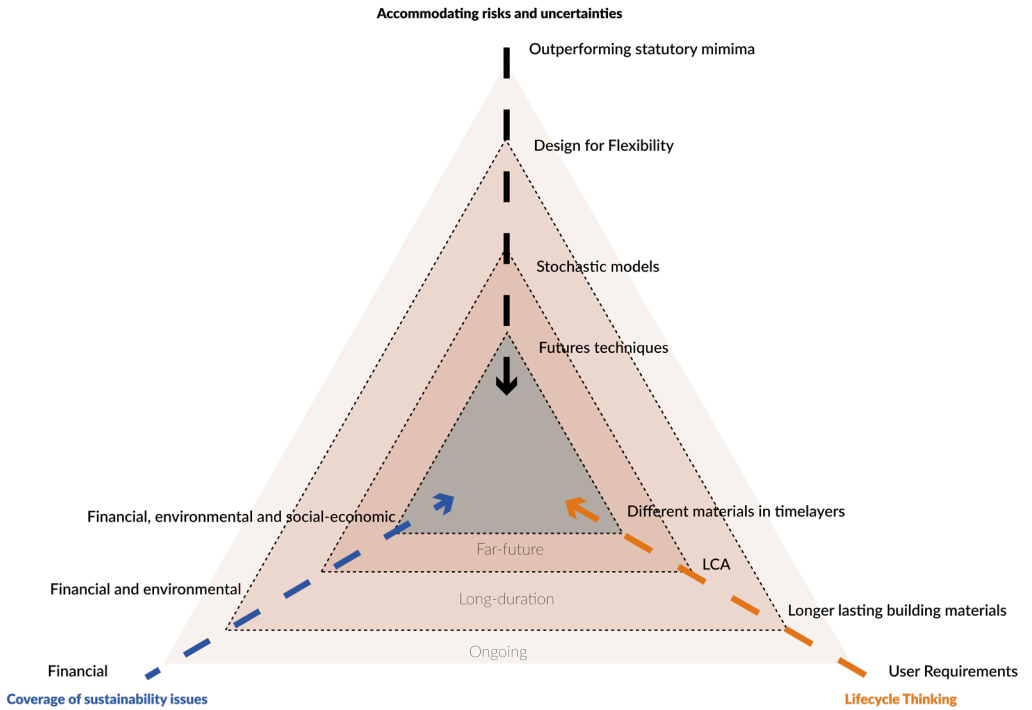 Accommodating risks and uncertainties
Outperforming statutory mimima
Design for Flexibility
Stochastic models
Futures techniques
Financial, environmental and social-economic
Different materials in timelayers
Far-future
LCA
Financial and environmental
Long-duration
Longer lasting building materials
Ongoing
Financial
User Requirements
Coverage of sustainability issues
Lifecycle Thinking